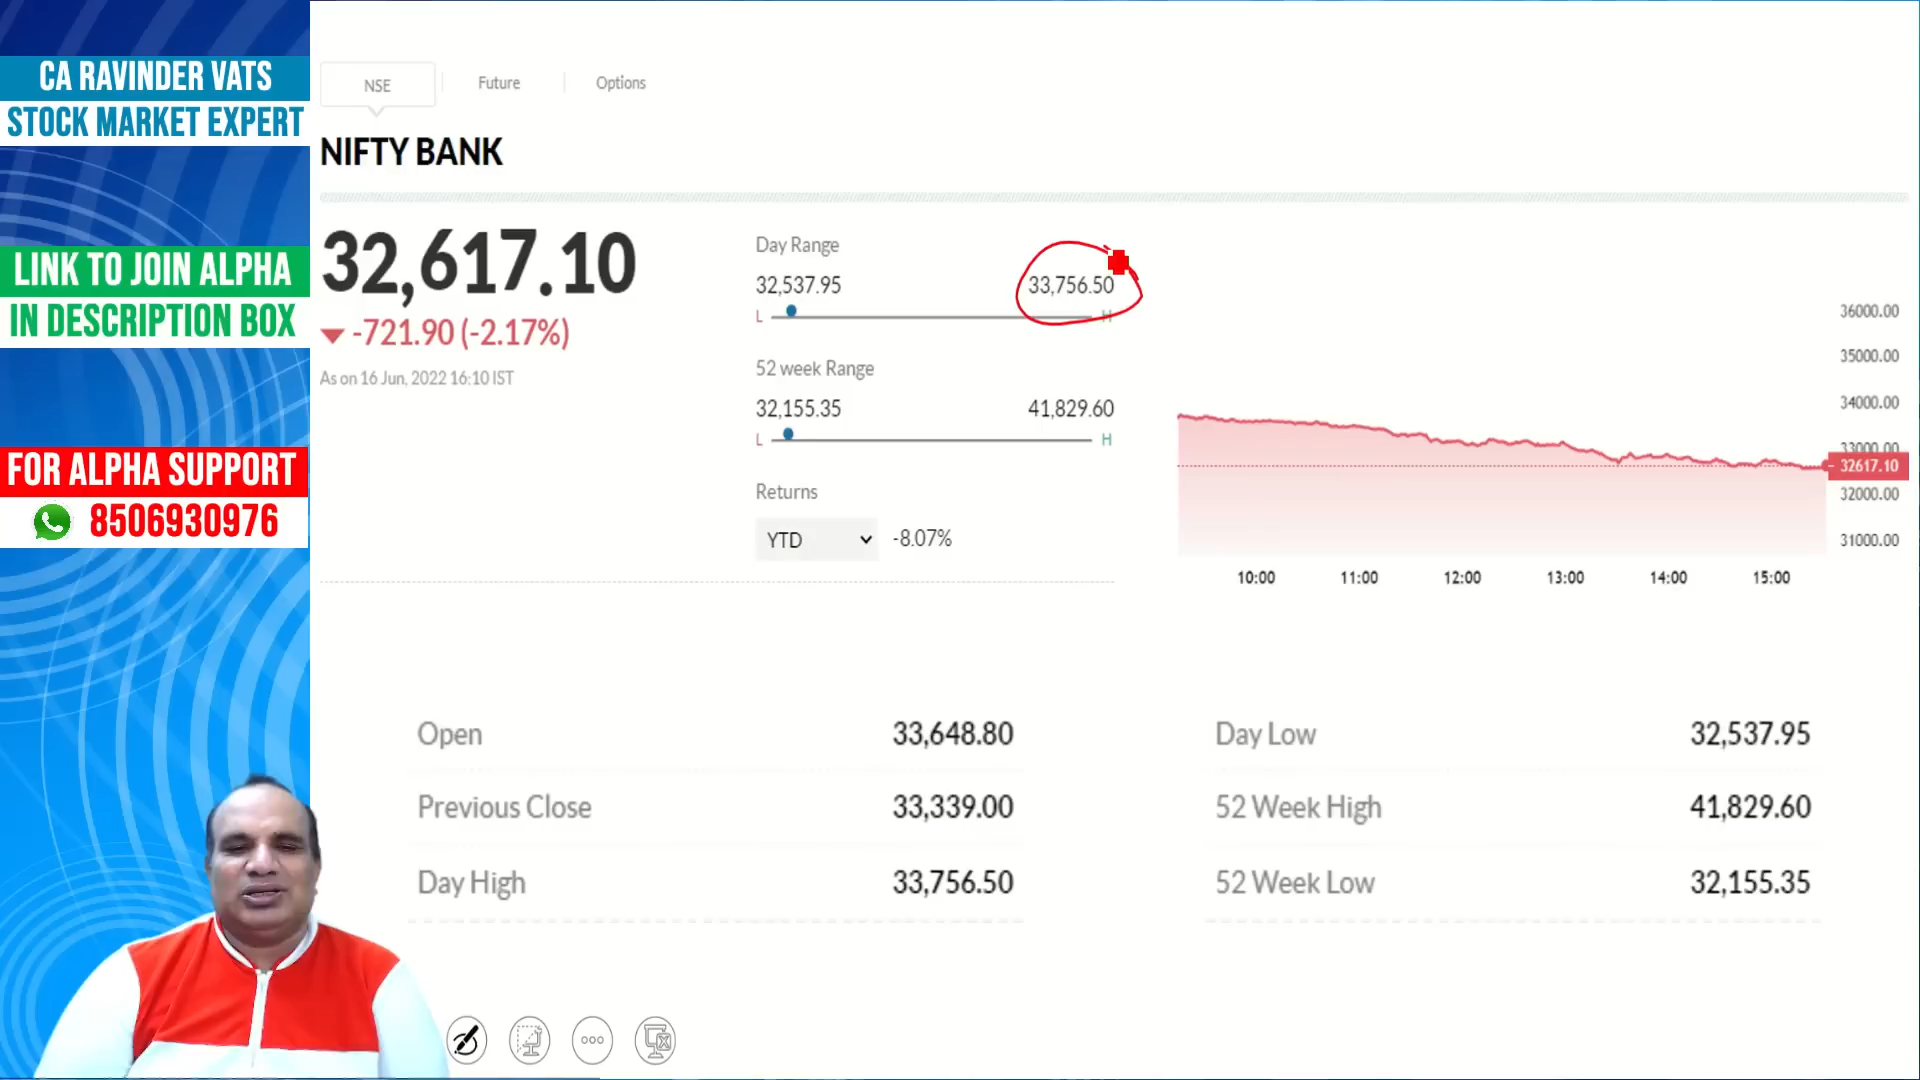 CA RAVINDER VATS
STOCK MARKET EXPERT
LINK TO JOIN ALPHA
IN DESCRIPTION BOX
FOR ALPHA SUPPORT
8506930976
NSE Future Options
NIFTY BANK
32,617.10
-721.90 (-2.17%)
As on 16 Jun, 2022 16:10 IST
Day Range
32,537.95 33,756.50
L H
52 week Range
32,155.35 41,829.60
L H
Returns
YTD -8.07%
36000.00
35000.00
34000.00
33000.00
32617.10
32000.00
31000.00
10:00 11:00 12:00 13:00 14:00 15:00
Open 33,648.80
Previous Close 33,339.00
Day High 33,756.50
Day Low 32,537.95
52 Week High 41,829.60
52 Week Low 32,155.35